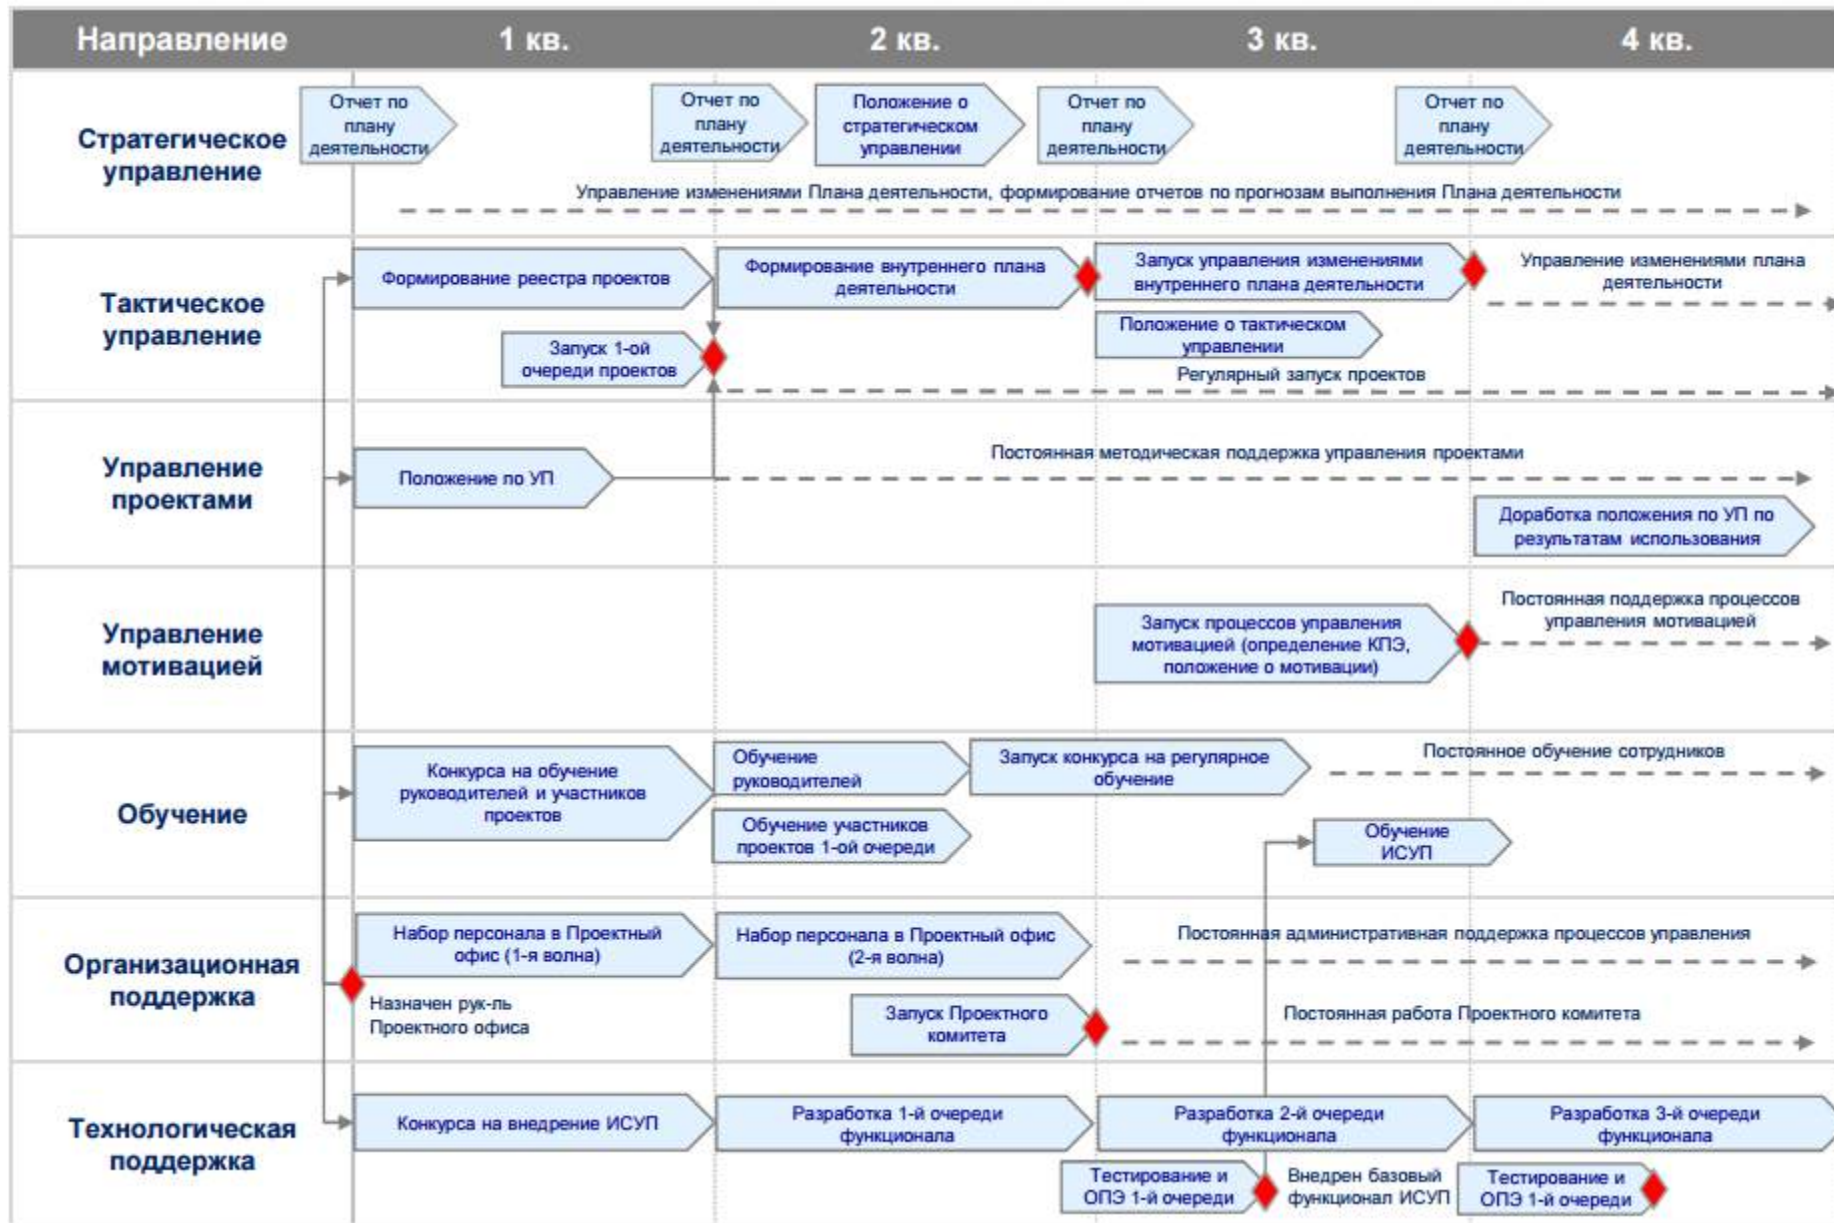 Направление
1 кв.
2 кв.
3 кв.
4 кв.
Стратегическое
управление
Отчет по
плану
деятельности
Отчет по
плану
деятельности
Положение о
стратегическом
управлении
Отчет по
плану
деятельности
Отчет по
плану
деятельности
Управление изменениями Плана деятельности, формирование отчетов по прогнозам выполнения Плана деятельности
Тактическое
управление
Формирование реестра проектов
Формирование внутреннего плана
деятельности
Запуск управления изменениями
внутреннего плана деятельности
Управление изменениями плана
деятельности
Запуск 1-ой
очереди проектов
Положение о тактическом
управлении
Регулярный запуск проектов
Управление
проектами
Положение по УП
Постоянная методическая поддержка управления проектами
Доработка положения по УП по
результатам использования
Управление
мотивацией
Запуск процессов управления
мотивацией (определение КПЭ,
положение о мотивации)
Постоянная поддержка процессов
управления мотивацией
Обучение
Конкурса на обучение
руководителей и участников
проектов
Обучение
руководителей
Запуск конкурса на регулярное
обучение
Постоянное обучение сотрудников
Обучение участников
проектов 1-ой очереди
Обучение
ИСУП
Организационная
поддержка
Набор персонала в Проектный
офис (1-я волна)
Набор персонала в Проектный офис
(2-я волна)
Постоянная административная поддержка процессов управления
Назначен рук-ль
Проектного офиса
Запуск Проектного
комитета
Постоянная работа Проектного комитета
Технологическая
поддержка
Конкурса на внедрение ИСУП
Разработка 1-й очереди
функционала
Разработка 2-й очереди
функционала
Разработка 3-й очереди
функционала
Тестирование и
ОПЭ 1-й очереди
Внедрен базовый
функционал ИСУП
Тестирование и
ОПЭ 1-й очереди